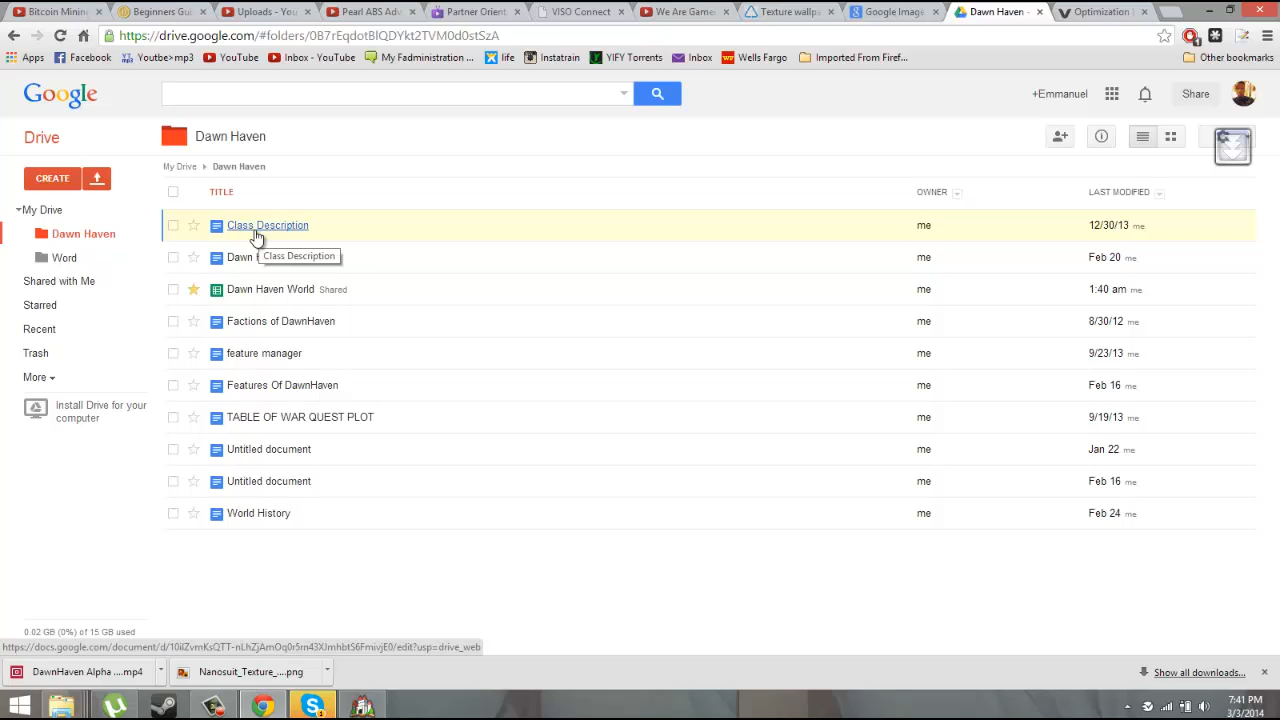 Bitcoin Mining
Beginners Gui
Uploads - You
Pearl ABS Adv
Partner Orient
VISO Connect
We Are Game
Texture wallpa
Google Image
Dawn Haven -
Optimization D
https://drive.google.com/#folders/0B7rEqdotBIQDYkt2TVM0d0stSzA
Apps
Facebook
Youtbe>mp3
YouTube
Inbox - YouTube
My Fadministration ...
life
Instatrain
YIFY Torrents
Inbox
Wells Fargo
Imported From Firef...
Other bookmarks
Google
+Emmanuel
Share
Drive
Dawn Haven
My Drive
Dawn Haven
CREATE
TITLE
OWNER
LAST MODIFIED
My Drive
Dawn Haven
Word
Shared with Me
Starred
Recent
Trash
More
Install Drive for your
computer
Class Description me 12/30/13 me
Class Description
Dawn me Feb 20 me
Dawn Haven World Shared me 1:40 am me
Factions of DawnHaven me 8/30/12 me
feature manager me 9/23/13 me
Features Of DawnHaven me Feb 16 me
TABLE OF WAR QUEST PLOT me 9/19/13 me
Untitled document me Jan 22 me
Untitled document me Feb 16 me
World History me Feb 24 me
0.02 GB (0%) of 15 GB used
DawnHaven Alpha ....mp4
Nanosuit_Texture_....png
Show all downloads...
7:41 PM
3/3/2014